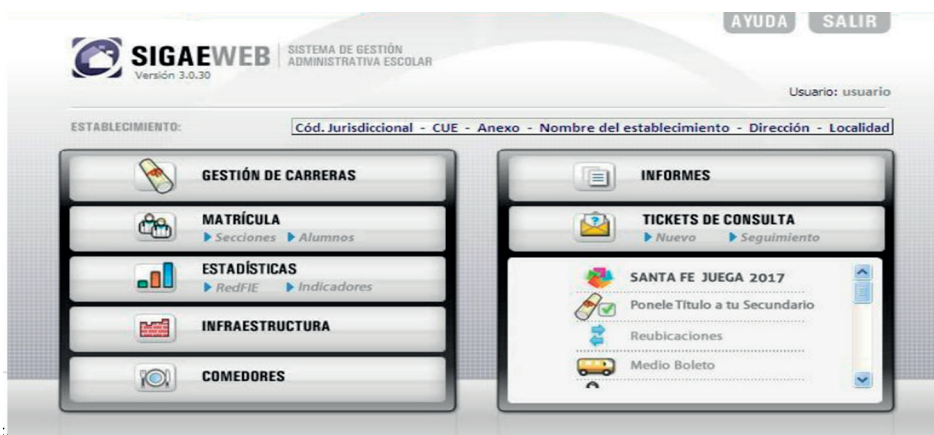 AYUDA SALIR
SIGAEWEB SISTEMA DE GESTIÓN
ADMINISTRATIVA ESCOLAR
Versión 3.0.30
Usuario: usuario
ESTABLECIMIENTO: Cód. Jurisdiccional - CUE - Anexo - Nombre del establecimiento - Dirección - Localidad
GESTIÓN DE CARRERAS
MATRÍCULA
Secciones Alumnos
ESTADÍSTICAS
RedFIE Indicadores
INFRAESTRUCTURA
COMEDORES
INFORMES
TICKETS DE CONSULTA
Nuevo Seguimiento
SANTA FE JUEGA 2017
Ponele Título a tu Secundario
Reubicaciones
Medio Boleto